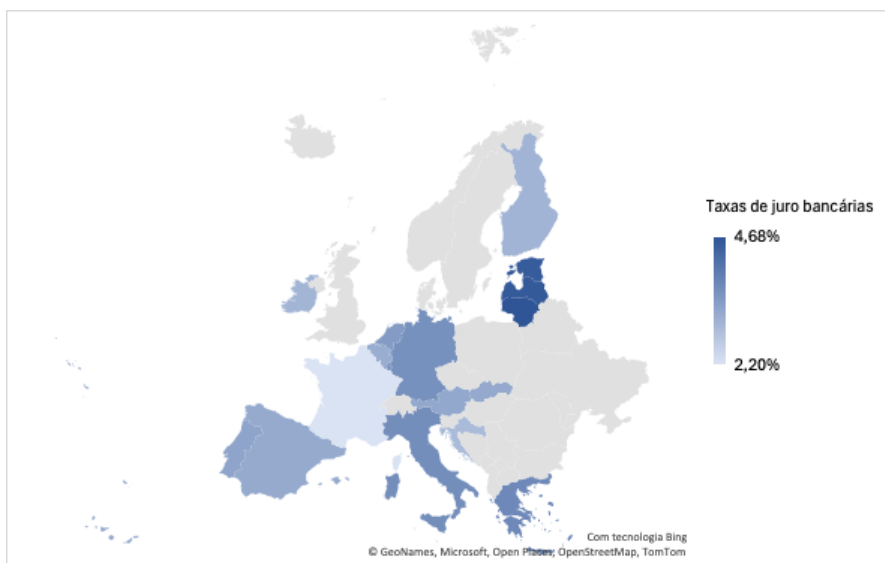 Taxas de juro bancárias
4,68%
2,20%
Com tecnologia Bing
© GeoNames, Microsoft, Open Places, OpenStreetMap, TomTom